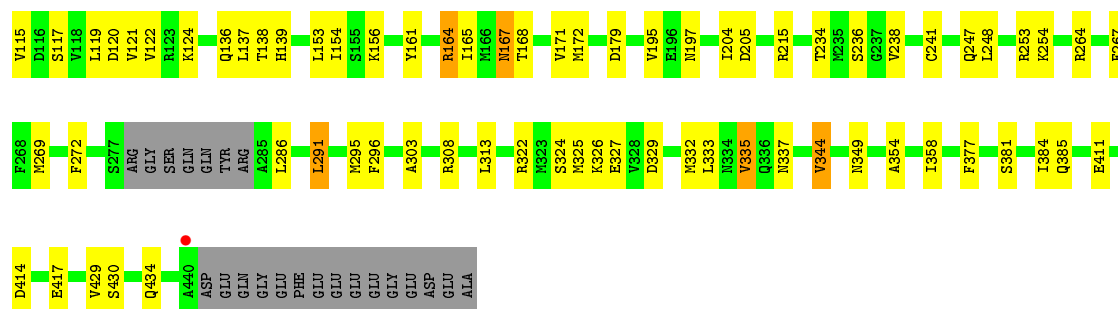 V115 D116 S117 V118 L119 D120 V121 V122 R123 K124 Q136 L137 T138 H139 L153 I154 S155 K156 Y161 R164 I165 M166 N167 T168 V171 M172 D179 V195 E196 N197 I204 D205 R215 T234 M235 S236 G237 V238 C241 Q247 L248 R253 K254 R264
F268 M269 F272 S277 ARG GLY SER GLN GLN TYR ARG A285 L286 L291 M295 F296 A303 R308 L313 R322 M323 S324 M325 K326 E327 V328 D329 M332 L333 N334 V335 Q336 N337 V344 N349 A354 I358 F377 S381 I384 Q385 E411
D414 E417 V429 S430 Q434 A440 ASP GLU GLN GLY GLU PHE GLU GLU GLU GLU GLY GLU ASP GLU ALA